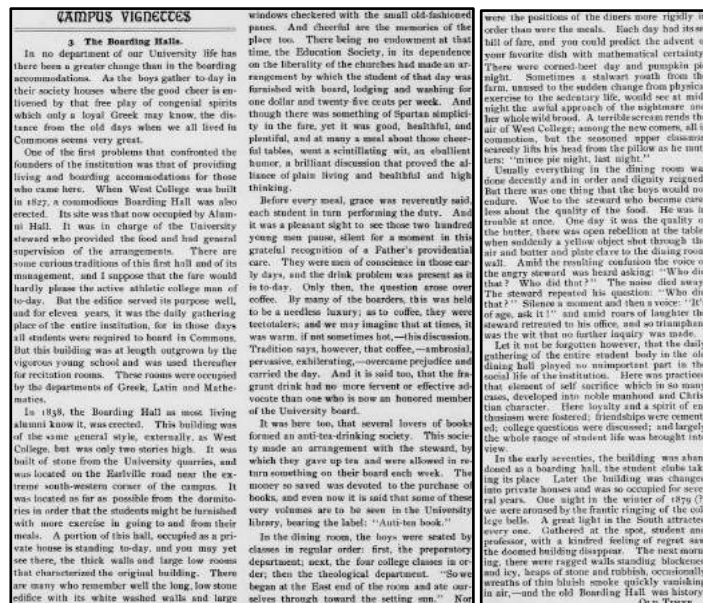 CAMPUS VIGNETTES
3 The Boarding Halls.
In no department of our University life has
there been a greater change than in the boarding
accommodations. As the boys gather to-day in
their society houses where the good cheer is en-
livened by that free play of congenial spirits
which only a loyal Greek may know, the dis-
tance from the old days when we all lived in
Commons seems very great.
One of the first problems that confronted the
founders of the institution was that of providing
living and boarding accommodations for those
who came here. When West College was built
in 1827, a commodious Boarding Hall was also
erected. Its site was that now occupied by Alum-
ni Hall. It was in charge of the University
steward who provided the food and had general
supervision of the arrangements. There are
some curious traditions of this first hall and of its
management, and I suppose that the fare would
hardly please the active athletic college man of
to-day. But the edifice served its purpose well,
and for eleven years, it was the daily gathering
place of the entire institution, for in those days
all students were required to board in Commons.
But this building was at length outgrown by the
vigorous young school and was used thereafter
for recitation rooms. These rooms were occupied
by the departments of Greek, Latin and Mathe-
matics.
In 1838, the Boarding Hall as most living
alumni know it, was erected. This building was
of the same general style, externally, as West
College, but was only two stories high. It was
built of stone from the University quarries, and
was located on the Earlville road near the ex-
treme south-western corner of the campus. It
was located as far as possible from the dormito-
ries in order that the students might be furnished
with more exercise in going to and from their
meals. A portion of this hall, occupied as a pri-
vate house is standing to-day, and you may yet
see there, the thick walls and large low rooms
that characterized the original building. There
are many who remember well the long, low stone
edifice with its white washed walls and large
windows checkered with the small old-fashioned
panes. And cheerful are the memories of the
place too. There being no endowment at that
time, the Education Society, in its dependence
on the liberality of the churches had made an ar-
rangement by which the student of that day was
furnished with board, lodging and washing for
one dollar and twenty-five cents per week. And
though there was something of Spartan simplici-
ty in the fare, yet it was good, healthful, and
plentiful, and at many a meal about those cheer-
ful tables, went a scintillating wit, an ebullient
humor, a brilliant discussion that proved the al-
liance of plain living and healthful and high
thinking.
Before every meal, grace was reverently said,
each student in turn performing the duty. And
it was a pleasant sight to see those two hundred
young men pause, silent for a moment in this
grateful recognition of a Father's providential
care. They were men of conscience in those ear-
ly days, and the drink problem was present as it
is to-day. Only then, the question arose over
coffee. By many of the boarders, this was held
to be a needless luxury; as to coffee, they were
teetotalers; and we may imagine that at times, it
was warm, if not sometimes hot,—this discussion.
Tradition says, however, that coffee,—ambrosial,
pervasive, exhilerating,—overcame prejudice and
carried the day. And it is said too, that the fra-
grant drink had no more fervent or effective ad-
vocate than one who is now an honored member
of the University board.
It was here too, that several lovers of books
formed an anti-tea-drinking society. This socie-
ty made an arrangement with the steward, by
which they gave up tea and were allowed in re-
turn something on their board each week. The
money so saved was devoted to the purchase of
books, and even now it is said that some of these
very volumes are to be seen in the University
library, bearing the label: "Auti-ten book."
In the dining room, the boys were seated by
classes in regular order: first, the preparatory
department; next, the four college classes in or-
der; then the theological department. "So we
began at the East end of the room and ate our-
selves through toward the setting sun." Nor
were the positions of the diners more rigidly in
order than were the meals. Each day had its set
bill of fare, and you could predict the advent of
your favorite dish with mathematical certainty
There were corned-beef day and pumpkin pie
night. Sometimes a stalwart youth from the
farm, unused to the sudden change from physical
exercise to the sedentary life, would see at mid-
night the awful approach of the nightmare and
her whole wild brood. A terrible scream rends the
air of West College; among the new comers, all is
commotion, but the seasoned upper classman
scarcely lifts his head from the pillow as he mut-
ters: "mince pie night, last night."
Usually everything in the dining room was
done decently and in order and dignity reigned.
But there was one thing that the boys would not
endure. Woe to the steward who became care-
less about the quality of the food. He was in
trouble at once. One day it was the quality of
the butter, there was open rebellion at the table,
when suddenly a yellow object shot through the
air and butter and plate clave to the dining room
wall. Amid the resulting confusion the voice of
the angry steward was heard asking: "Who did
that? Who did that?" The noise died away.
The steward repeated his question: "Who did
that?" Silence a moment and then a voice: "It's
of age, ask it!" and amid roars of laughter the
steward retreated to his office, and so triumphant
was the wit that no further inquiry was made.
Let it not be forgotten however, that the daily
gathering of the entire student body in the old
dining hall played no unimportant part in the
social life of the institution. Here was practiced
that element of self sacrifice which in so many
cases, developed into noble manhood and Chris-
tian character. Here loyalty and a spirit of en-
thusiasm were fostered; friendships were cement-
ed; college questions were discussed; and largely
the whole range of student life was brought into
view.
In the early seventies, the building was aban-
doned as a boarding hall, the student clubs tak-
ing its place Later the building was changed
into private houses and was so occupied for seve-
ral years. One night in the winter of 1879 (?)
we were aroused by the frantic ringing of the col-
lege bells. A great light in the South attracted
every one. Gathered at the spot, student and
professor, with a kindred feeling of regret saw
the doomed building disappear. The next morn-
ing, there were ragged walls standing, blackened
and icy, heaps of stone and rubbish, occasionally
wreaths of thin bluish smoke quickly vanishing
in air,—and the old Boarding Hall was history.